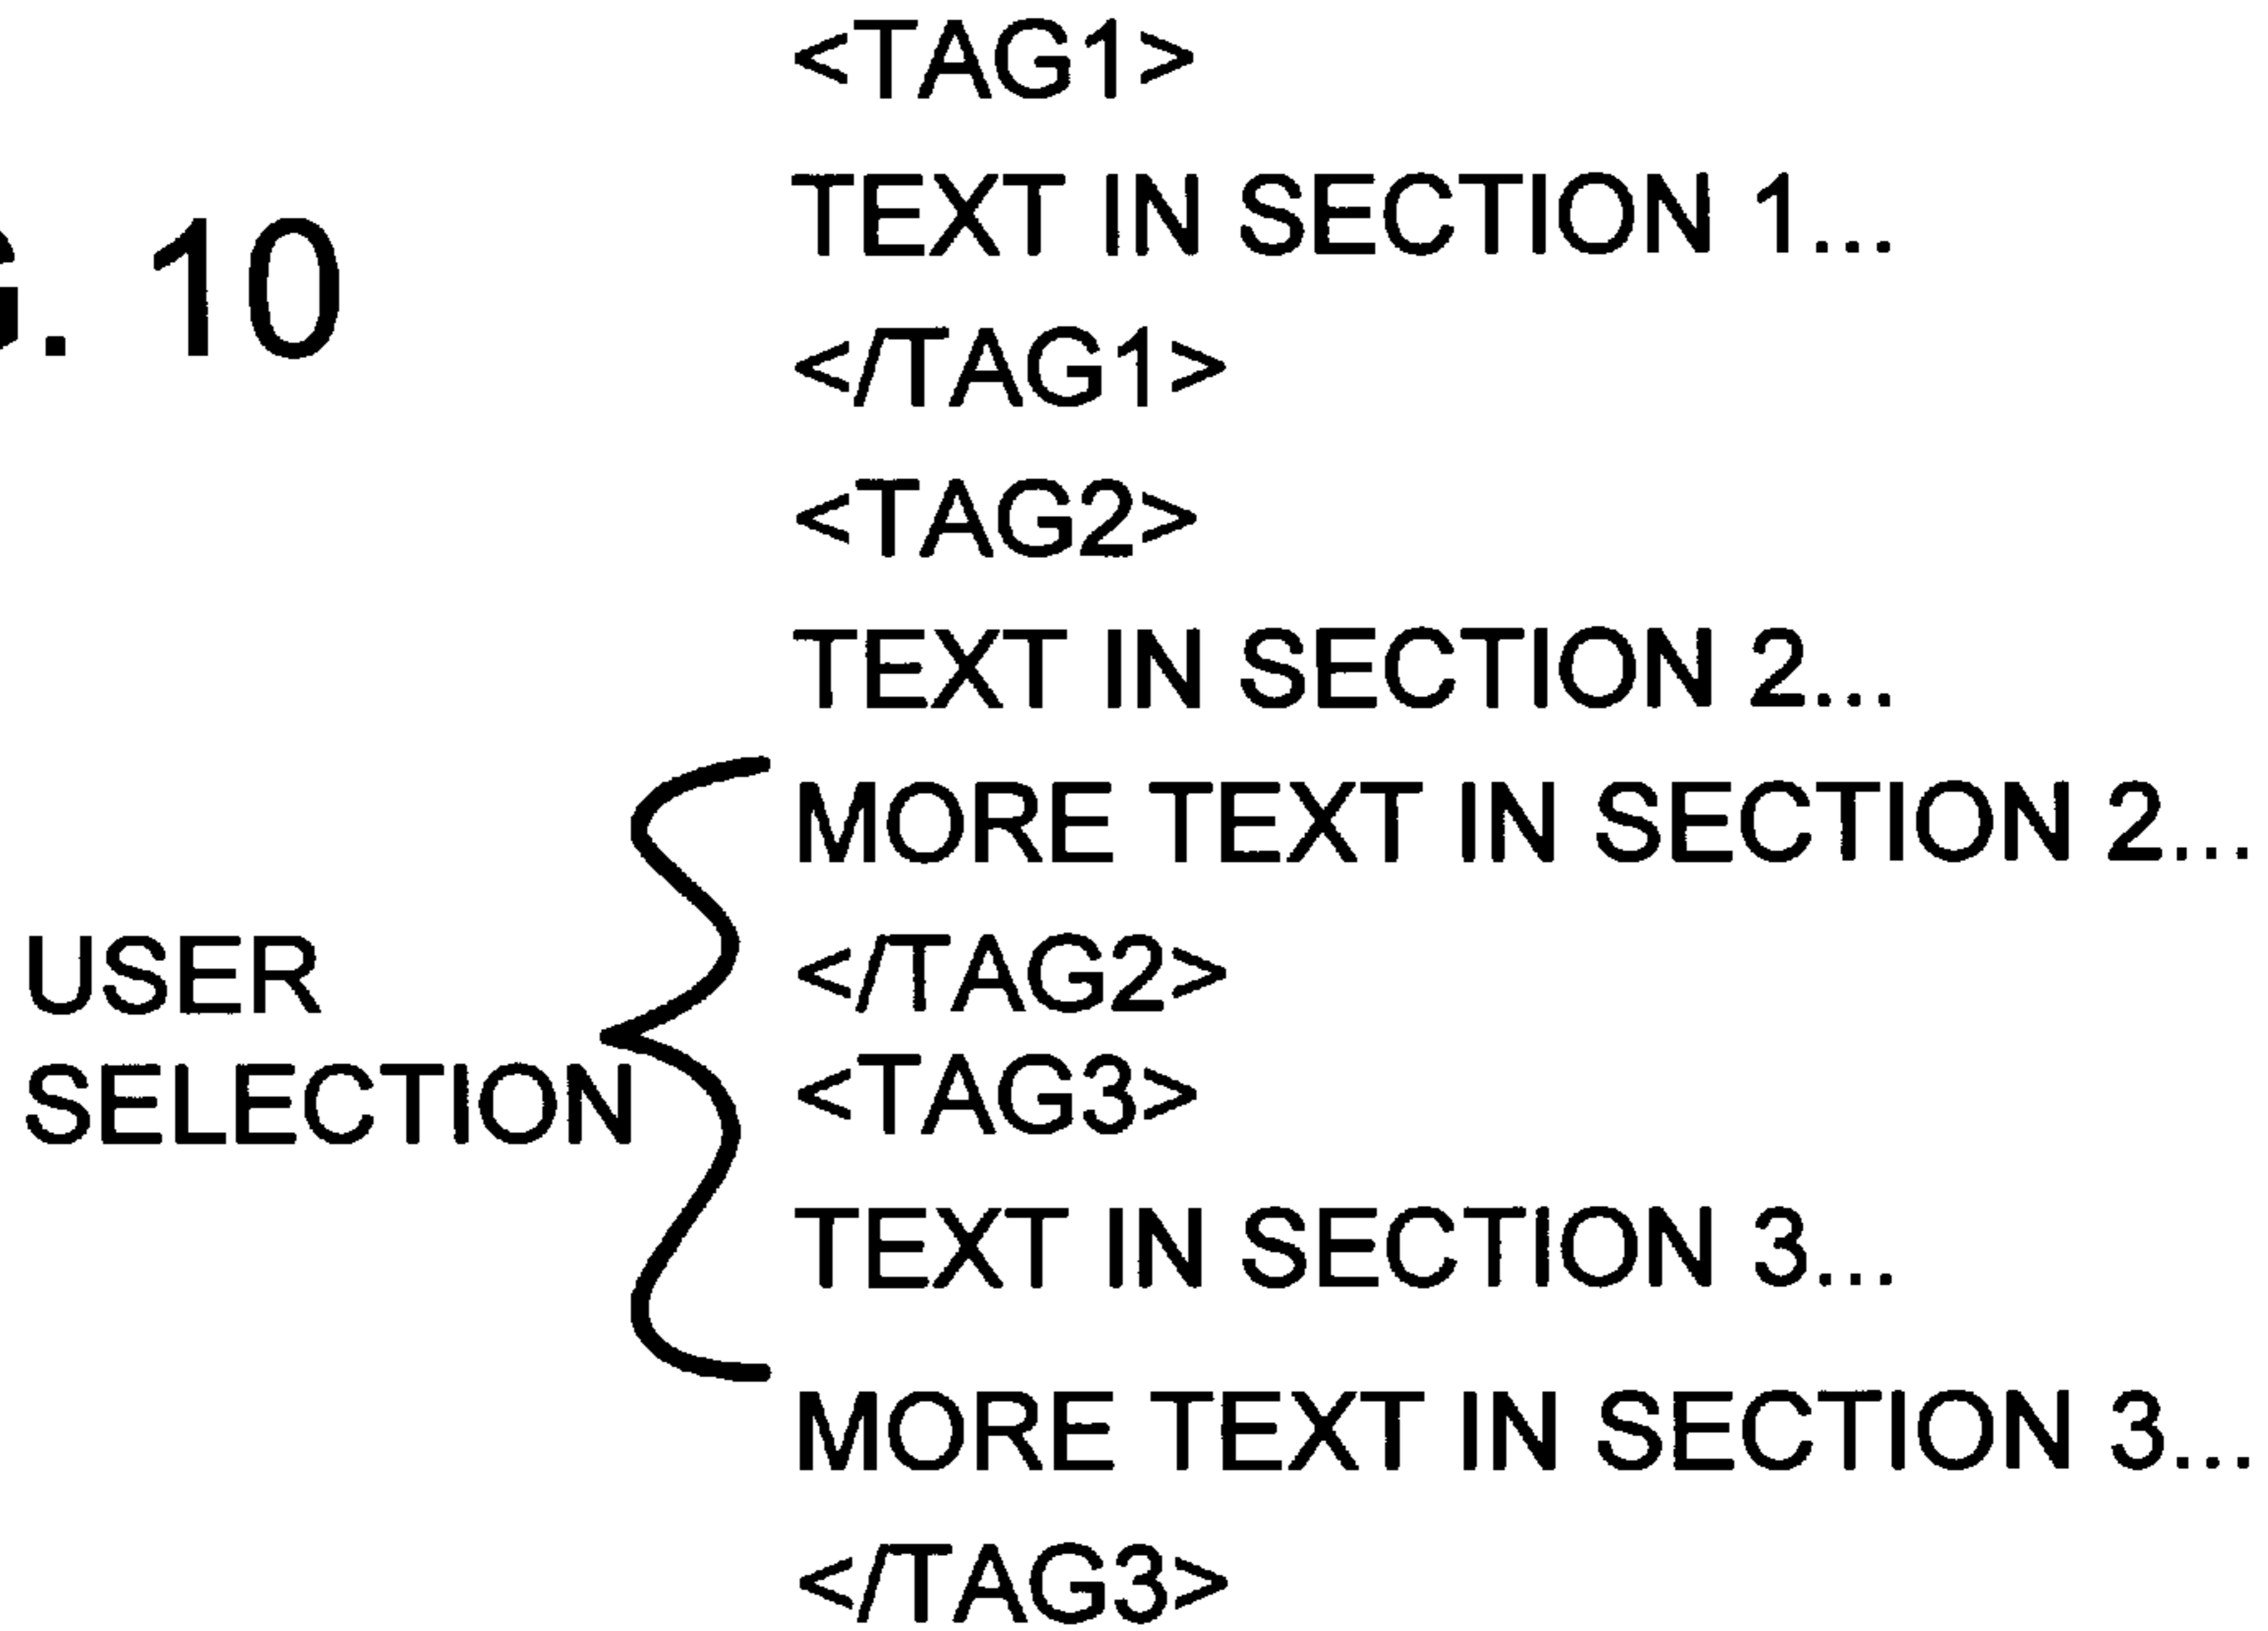 <TAG1>
TEXT IN SECTION 1...
G. 10
</TAG1>
<TAG2>
TEXT IN SECTION 2...
MORE TEXT IN SECTION 2...
USER
SELECTION
</TAG2>
<TAG3>
TEXT IN SECTION 3...
MORE TEXT IN SECTION 3...
</TAG3>